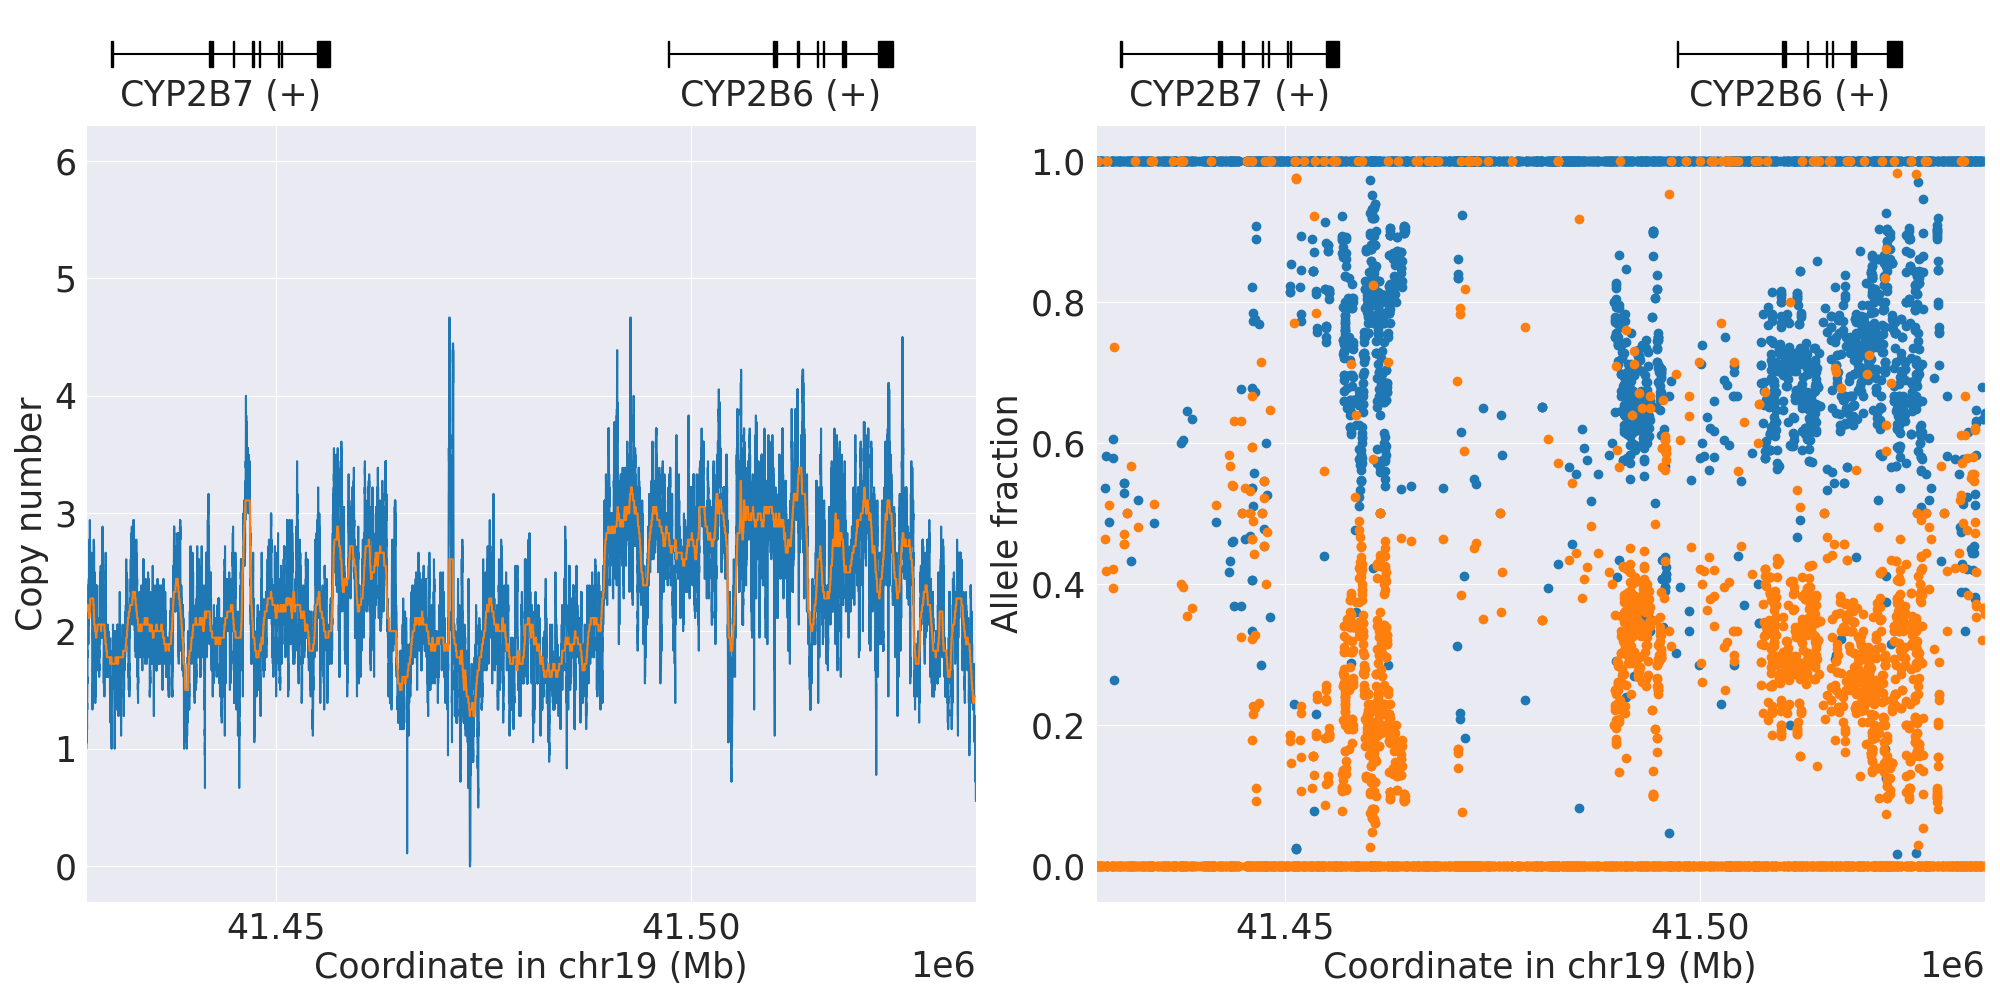 CYP2B7 (+)
CYP2B6 (+)
6
5
4
3
2
1
0
Copy number
41.45
41.50
Coordinate in chr19 (Mb)
1e6
CYP2B7 (+)
CYP2B6 (+)
1.0
0.8
0.6
0.4
0.2
0.0
Allele fraction
41.45
41.50
Coordinate in chr19 (Mb)
1e6